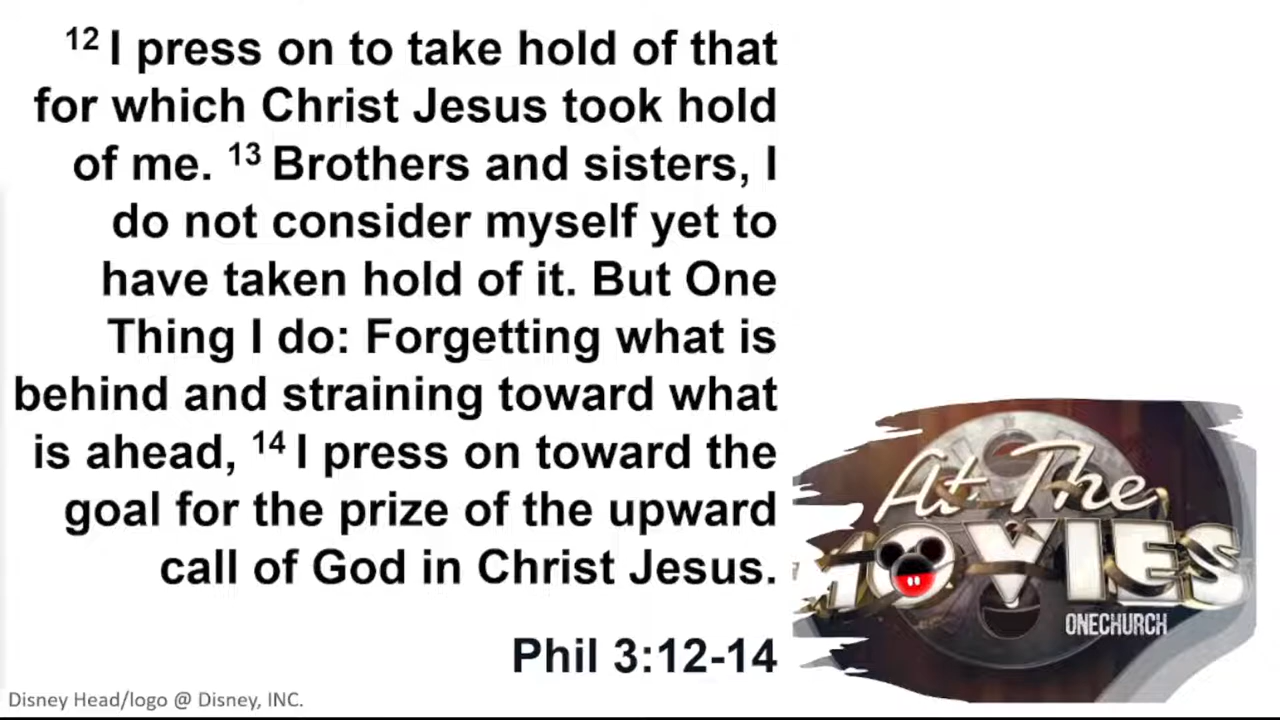 12 I press on to take hold of that
for which Christ Jesus took hold
of me. 13 Brothers and sisters, I
do not consider myself yet to
have taken hold of it. But One
Thing I do: Forgetting what is
behind and straining toward what
is ahead, 14 I press on toward the
goal for the prize of the upward
call of God in Christ Jesus.
Phil 3:12-14
At The
MOVIES
ONECHURCH
Disney Head/logo @ Disney, INC.